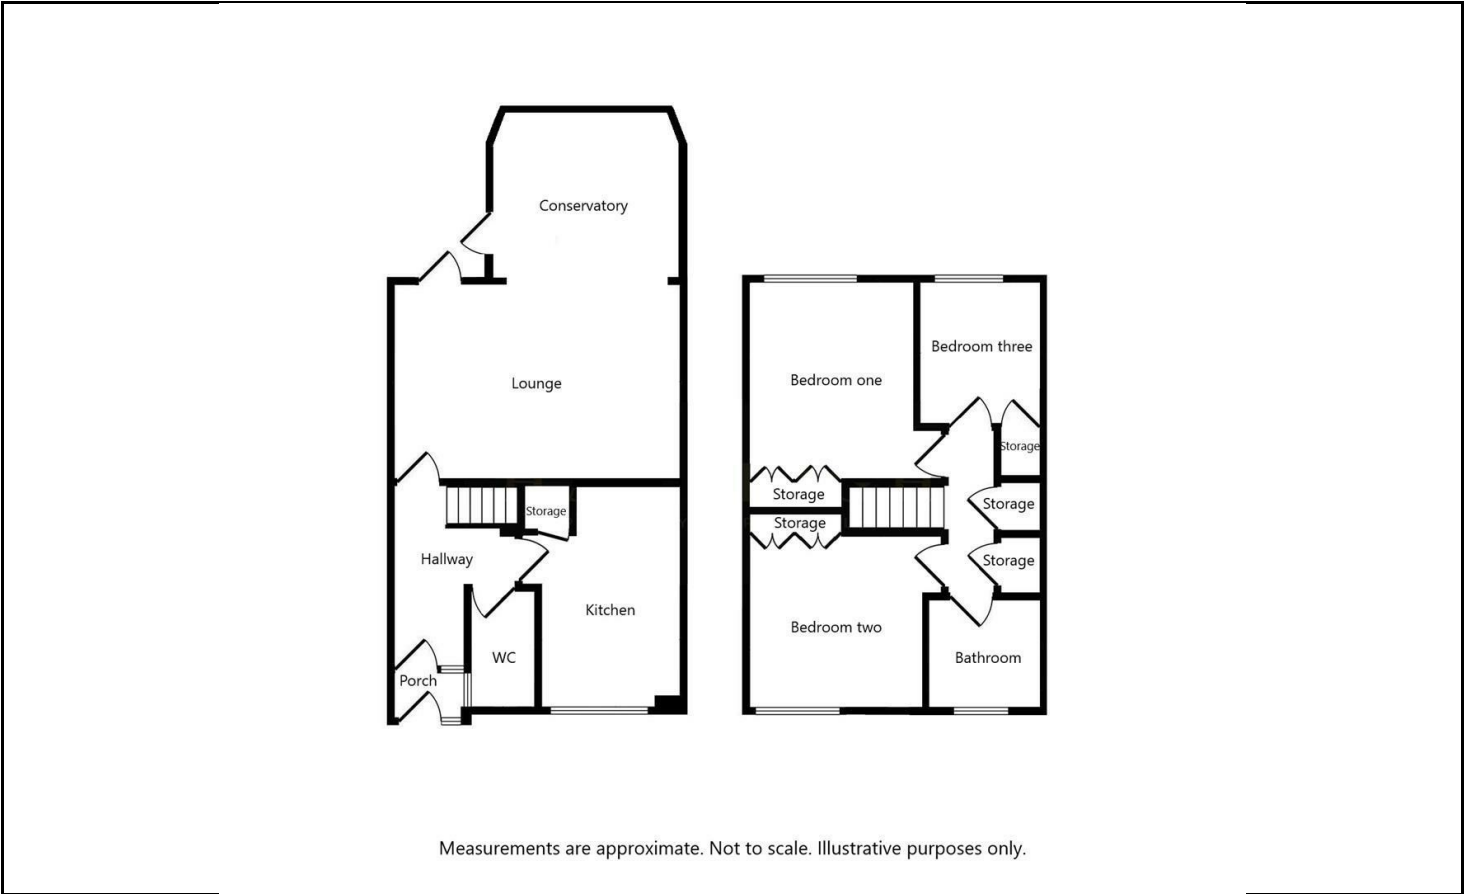 Conservatory
Lounge
Storage
Hallway
Kitchen
WC
Porch
Bedroom three
Bedroom one
Storage
Storage
Storage
Storage
Storage
Bedroom two
Bathroom
Measurements are approximate. Not to scale. Illustrative purposes only.